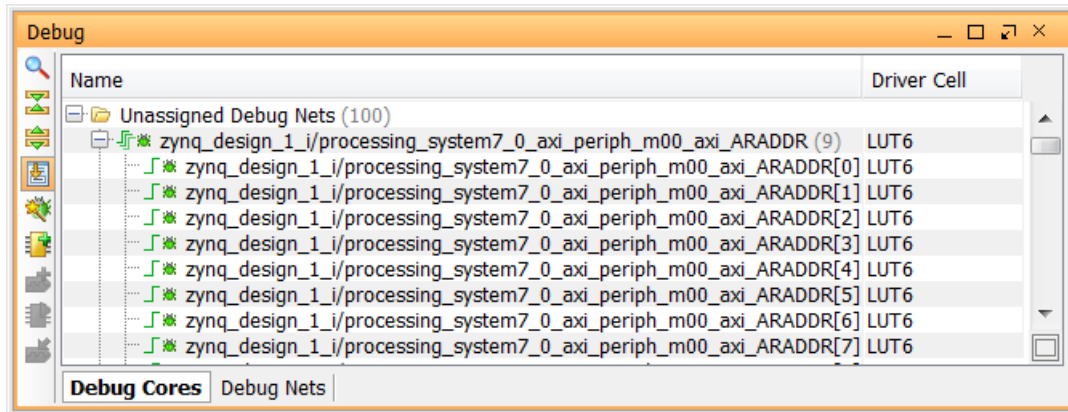 Debug
Name Driver Cell
Unassigned Debug Nets (100)
zynq_design_1_i/processing_system7_0_axi_periph_m00_axi_ARADDR (9) LUT6
zynq_design_1_i/processing_system7_0_axi_periph_m00_axi_ARADDR[0] LUT6
zynq_design_1_i/processing_system7_0_axi_periph_m00_axi_ARADDR[1] LUT6
zynq_design_1_i/processing_system7_0_axi_periph_m00_axi_ARADDR[2] LUT6
zynq_design_1_i/processing_system7_0_axi_periph_m00_axi_ARADDR[3] LUT6
zynq_design_1_i/processing_system7_0_axi_periph_m00_axi_ARADDR[4] LUT6
zynq_design_1_i/processing_system7_0_axi_periph_m00_axi_ARADDR[5] LUT6
zynq_design_1_i/processing_system7_0_axi_periph_m00_axi_ARADDR[6] LUT6
zynq_design_1_i/processing_system7_0_axi_periph_m00_axi_ARADDR[7] LUT6
Debug Cores Debug Nets